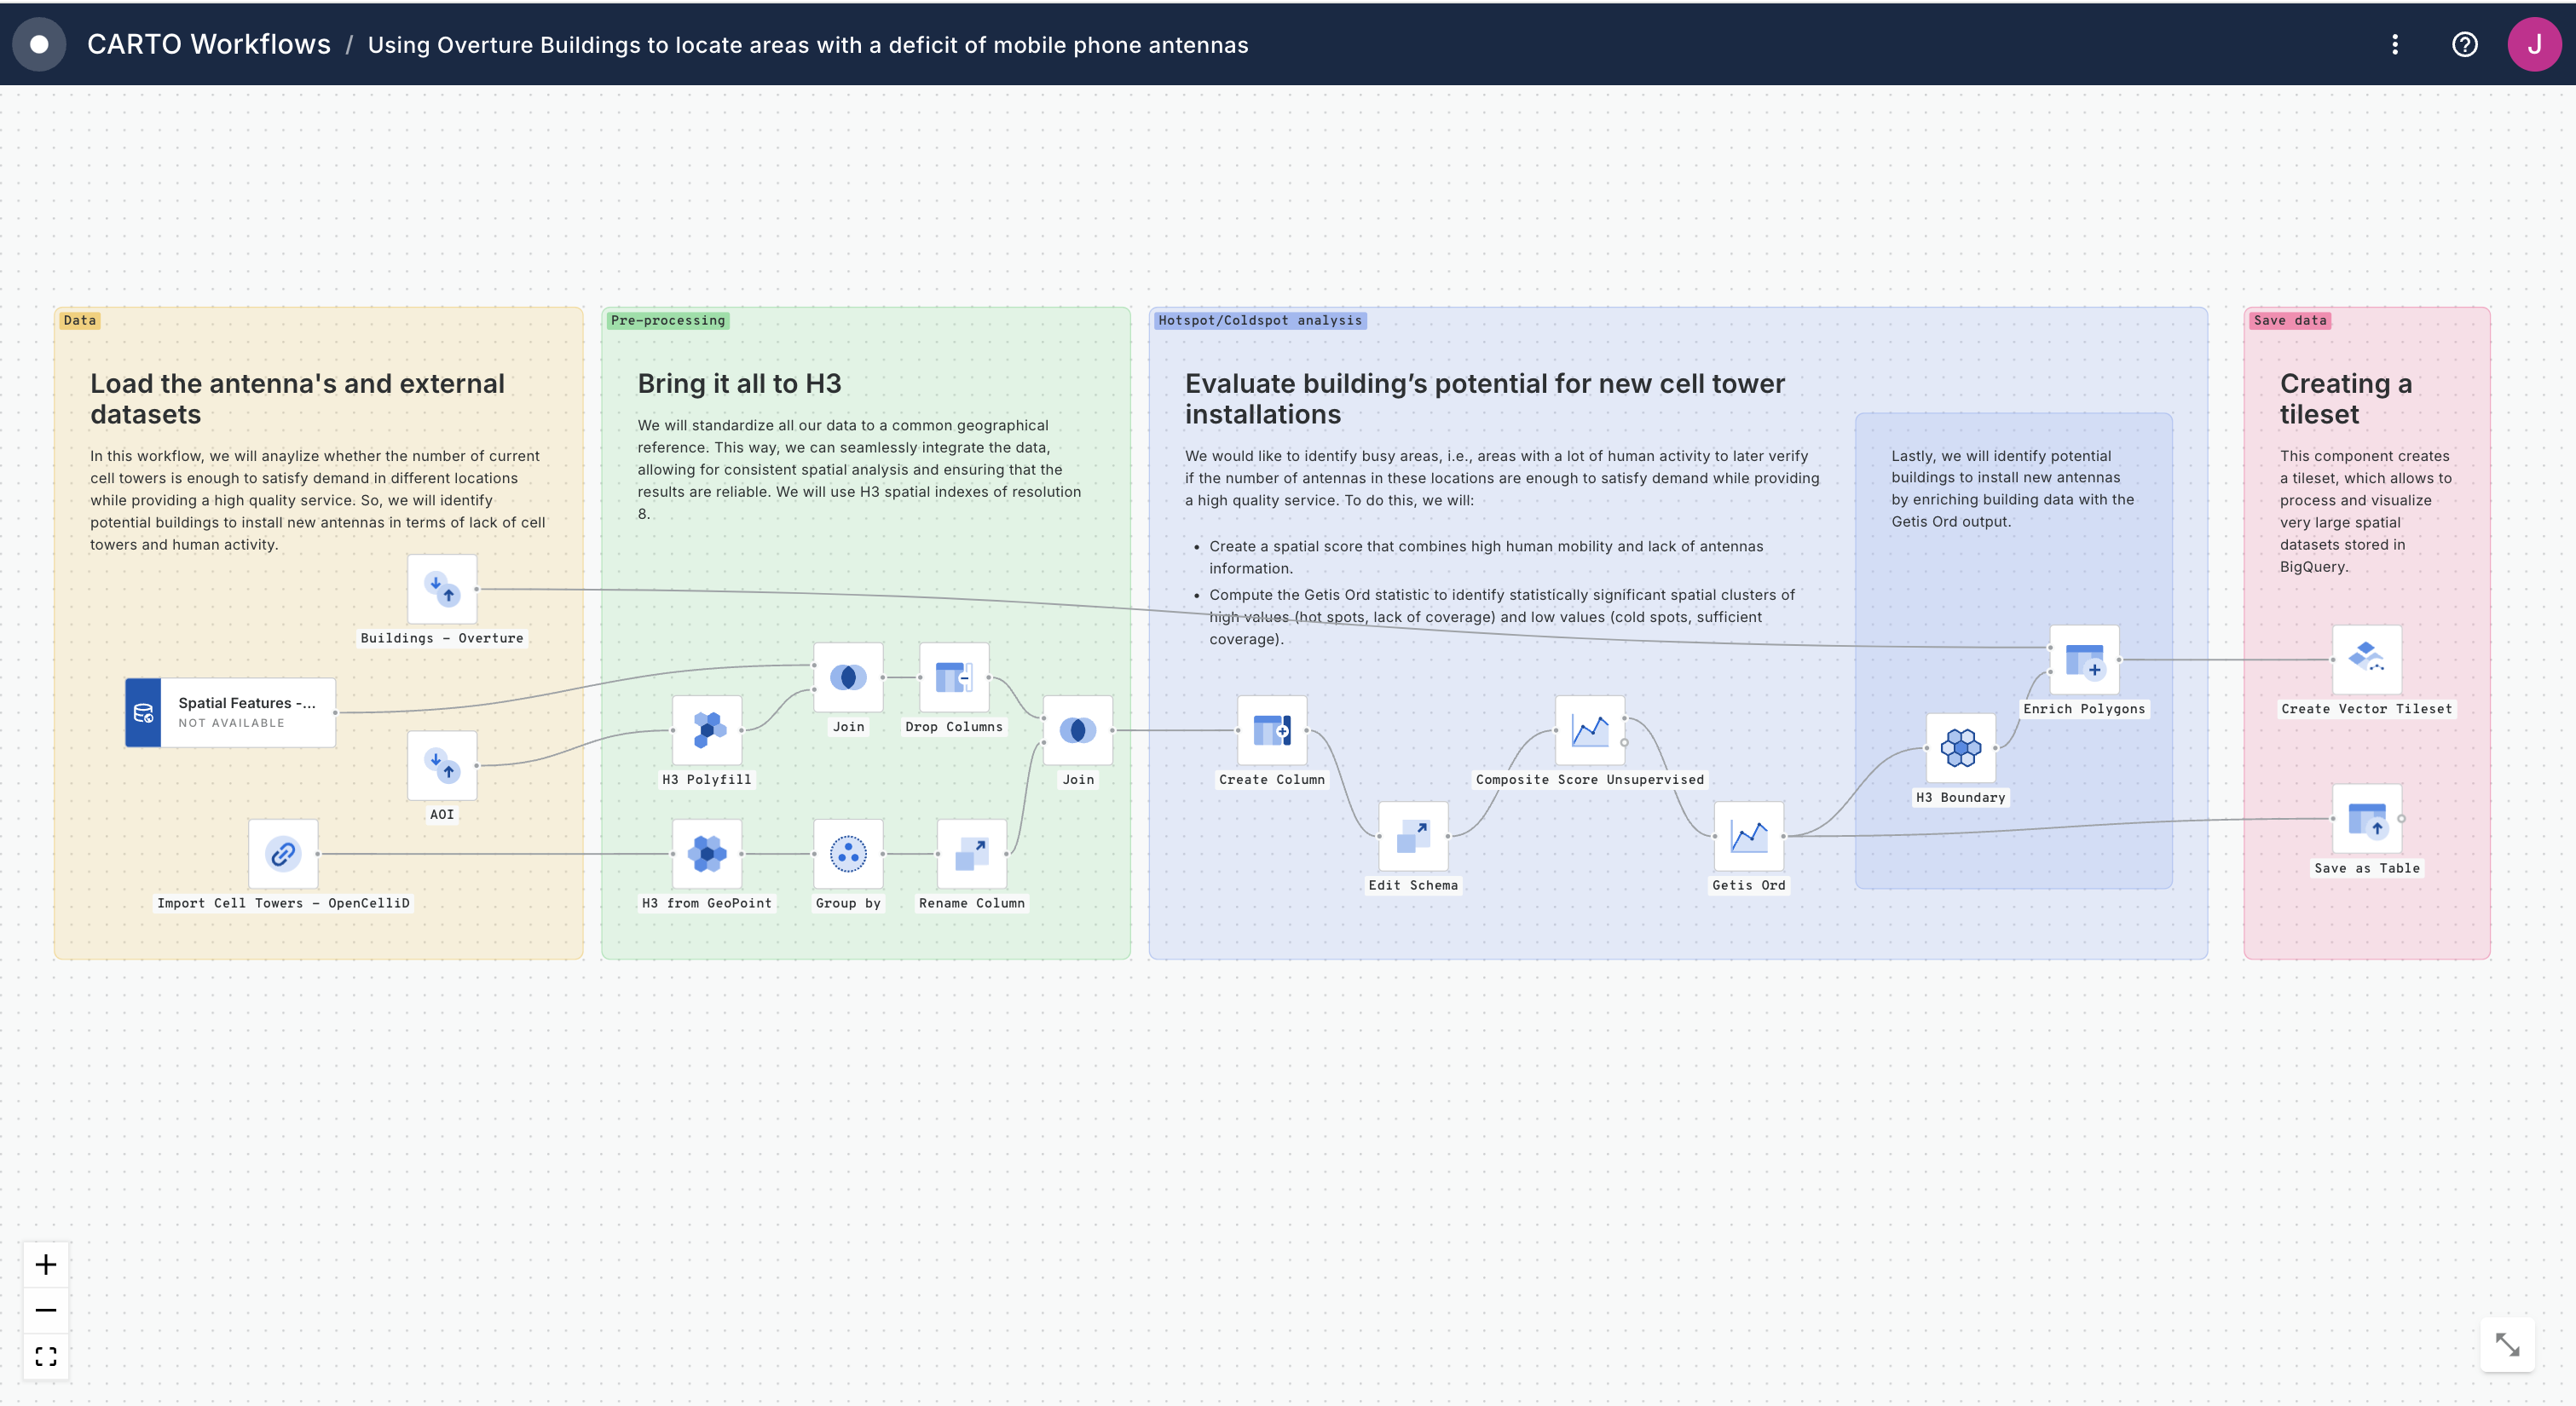 CARTO Workflows / Using Overture Buildings to locate areas with a deficit of mobile phone antennas
J
Data
Load the antenna's and external
datasets
In this workflow, we will anaylize whether the number of current
cell towers is enough to satisfy demand in different locations
while providing a high quality service. So, we will identify
potential buildings to install new antennas in terms of lack of cell
towers and human activity.
Buildings - Overture
Spatial Features -...
NOT AVAILABLE
AOI
Import Cell Towers - OpenCelliD
Pre-processing
Bring it all to H3
We will standardize all our data to a common geographical
reference. This way, we can seamlessly integrate the data,
allowing for consistent spatial analysis and ensuring that the
results are reliable. We will use H3 spatial indexes of resolution
8.
Join
Drop Columns
H3 Polyfill
Join
H3 from GeoPoint
Group by
Rename Column
Hotspot/Coldspot analysis
Evaluate building’s potential for new cell tower
installations
We would like to identify busy areas, i.e., areas with a lot of human activity to later verify
if the number of antennas in these locations are enough to satisfy demand while providing
a high quality service. To do this, we will:
• Create a spatial score that combines high human mobility and lack of antennas
information.
• Compute the Getis Ord statistic to identify statistically significant spatial clusters of
high values (hot spots, lack of coverage) and low values (cold spots, sufficient
coverage).
Create Column
Composite Score Unsupervised
Edit Schema
Getis Ord
Lastly, we will identify potential
buildings to install new antennas
by enriching building data with the
Getis Ord output.
Enrich Polygons
H3 Boundary
Save data
Creating a
tileset
This component creates
a tileset, which allows to
process and visualize
very large spatial
datasets stored in
BigQuery.
Create Vector Tileset
Save as Table